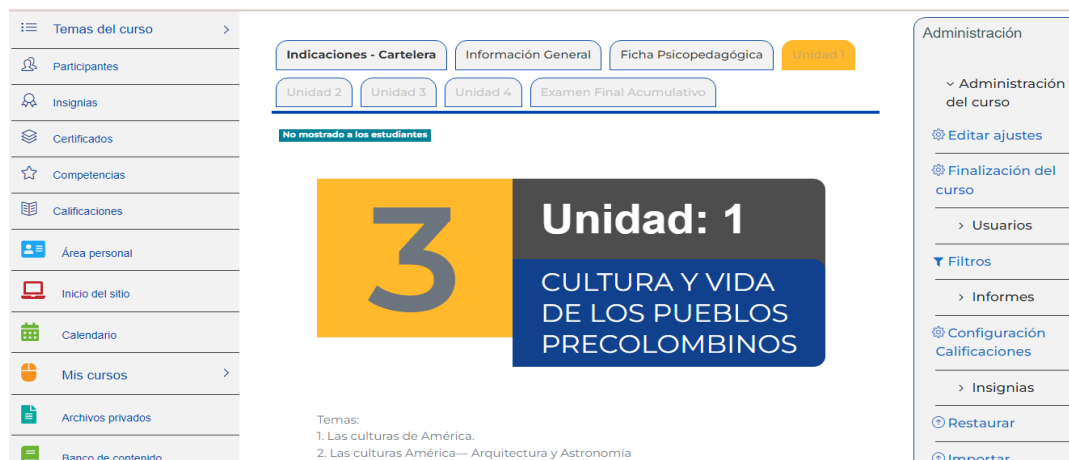 Temas del curso
Participantes
Insignias
Certificados
Competencias
Calificaciones
Área personal
Inicio del sitio
Calendario
Mis cursos
Archivos privados
Banco de contenido
Indicaciones - Cartelera
Información General
Ficha Psicopedagógica
Unidad 1
Unidad 2
Unidad 3
Unidad 4
Examen Final Acumulativo
No mostrado a los estudiantes
3
Unidad: 1
CULTURA Y VIDA
DE LOS PUEBLOS
PRECOLOMBINOS
Temas:
1. Las culturas de América.
2. Las culturas América— Arquitectura y Astronomía
Administración
Administración
del curso
Editar ajustes
Finalización del
curso
Usuarios
Filtros
Informes
Configuración
Calificaciones
Insignias
Restaurar
Importar